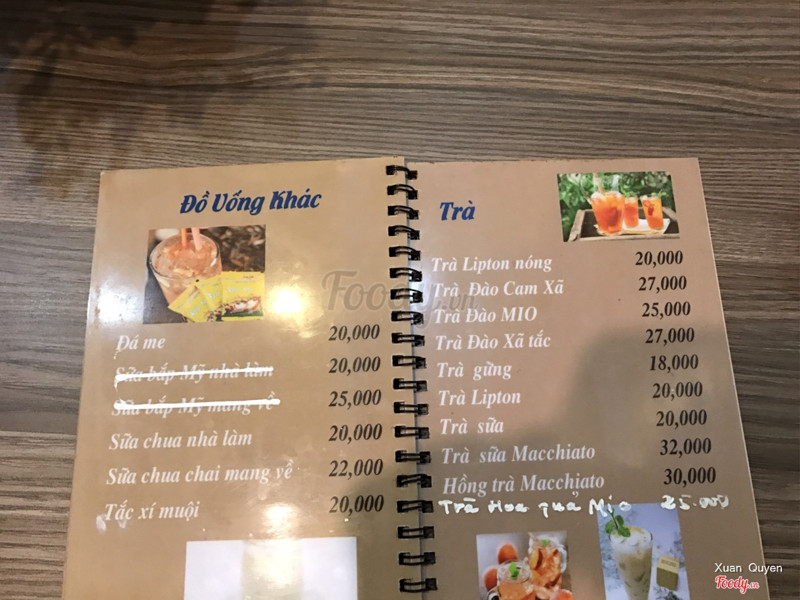 Đồ Uống Khác
Đá me 20,000
Sữa bắp Mỹ nhà làm 20,000
Sữa bắp Mỹ mang về 25,000
Sữa chua nhà làm 20,000
Sữa chua chai mang về 22,000
Tắc xí muội 20,000
Trà
Trà Lipton nóng 20,000
Trà Đào Cam Xã 27,000
Trà Đào MIO 25,000
Trà Đào Xã tắc 27,000
Trà gừng 18,000
Trà Lipton 20,000
Trà sữa 20,000
Trà sữa Macchiato 32,000
Hồng trà Macchiato 30,000
Trà Hoa quả Mio 25.000
Foody.vn
Xuan Quyen
Foody.vn